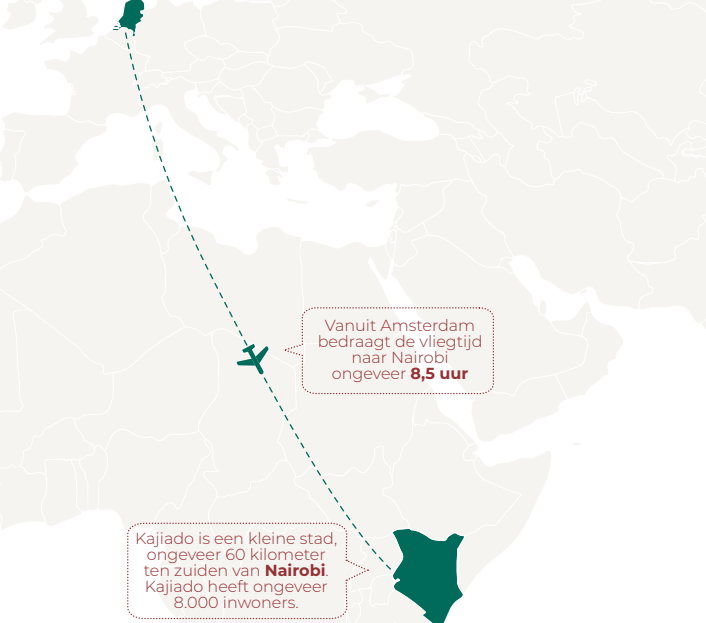 Vanuit Amsterdam
bedraagt de vliegtijd
naar Nairobi
ongeveer 8,5 uur
Kajiado is een kleine stad,
ongeveer 60 kilometer
ten zuiden van Nairobi.
Kajiado heeft ongeveer
8.000 inwoners.